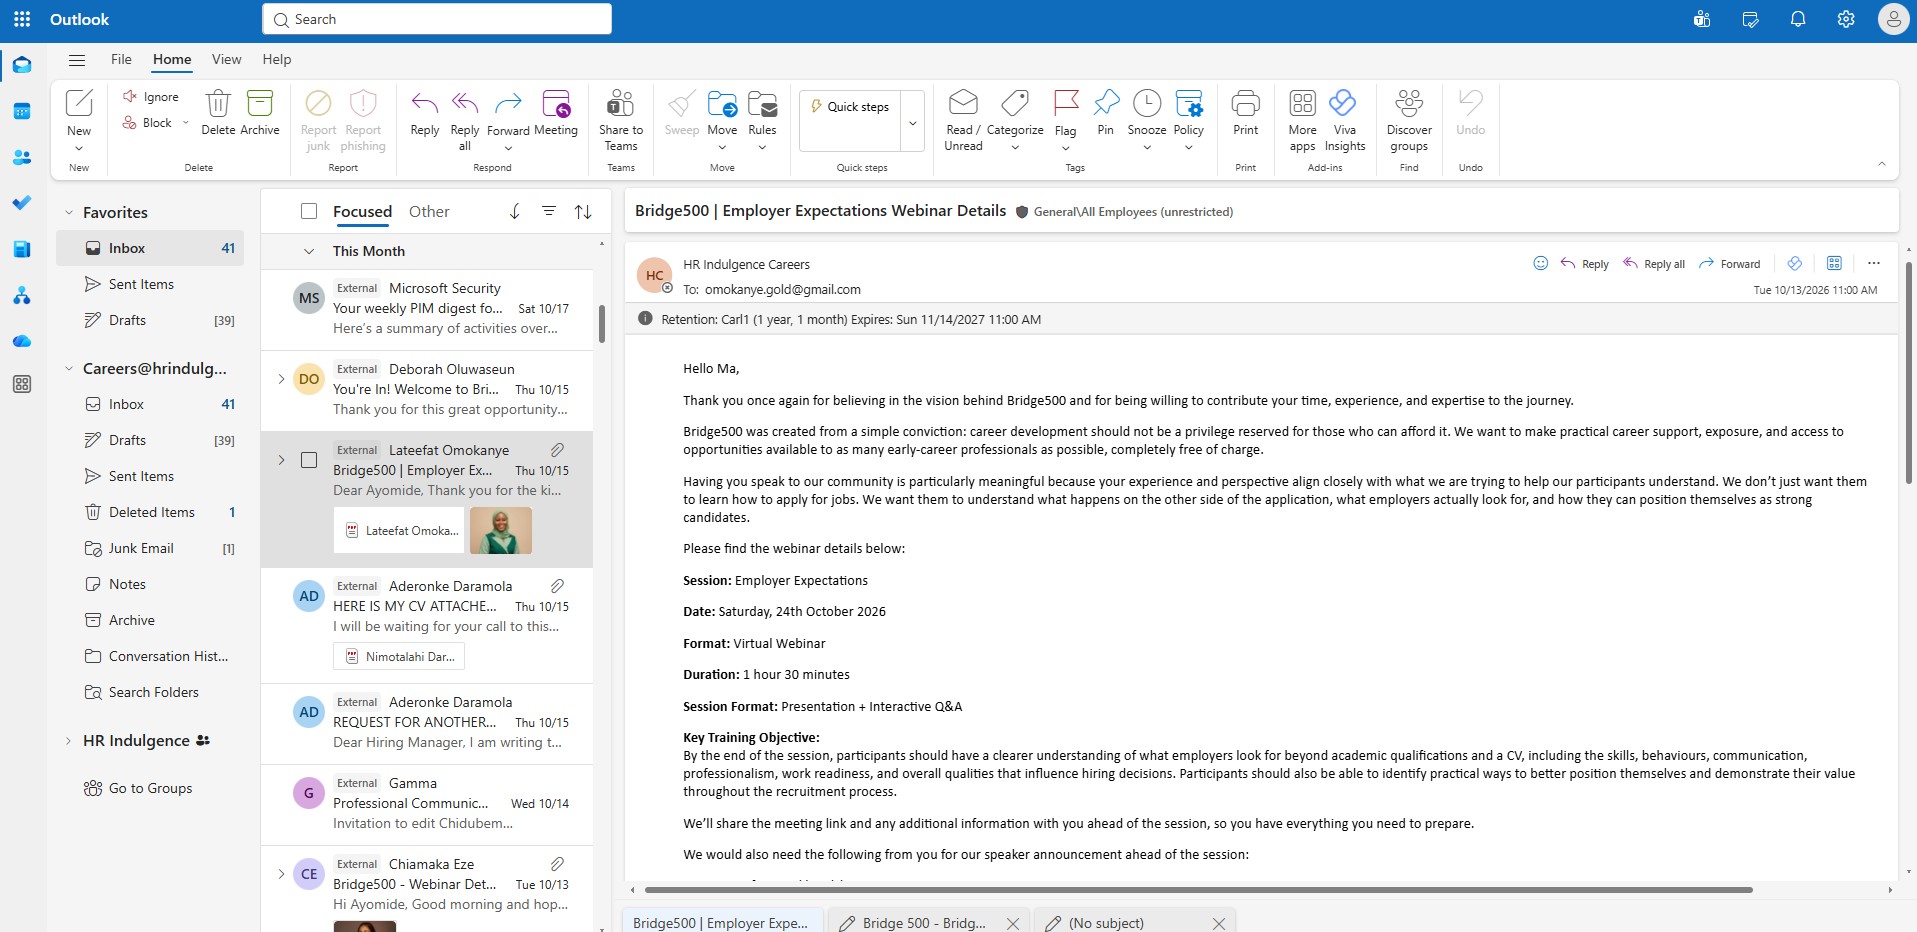 Outlook
Search
File Home View Help
New
New
Ignore
Block
Delete
Archive
Delete
Report junk
Report phishing
Report
Reply
Reply all
Forward
Meeting
Respond
Share to Teams
Teams
Sweep
Move
Rules
Move
Quick steps
Quick steps
Read / Unread
Categorize
Flag
Pin
Snooze
Policy
Tags
Print
Print
More apps
Viva Insights
Add-ins
Discover groups
Find
Undo
Undo
Favorites
Inbox 41
Sent Items
Drafts [39]
Careers@hrindulg...
Inbox 41
Drafts [39]
Sent Items
Deleted Items 1
Junk Email [1]
Notes
Archive
Conversation Hist...
Search Folders
HR Indulgence
Go to Groups
Focused Other
This Month
MS
External Microsoft Security
Your weekly PIM digest fo... Sat 10/17
Here's a summary of activities over...
DO
External Deborah Oluwaseun
You're In! Welcome to Bri... Thu 10/15
Thank you for this great opportunity...
External Lateefat Omokanye
Bridge500 | Employer Ex... Thu 10/15
Dear Ayomide, Thank you for the ki...
Lateefat Omoka...
AD
External Aderonke Daramola
HERE IS MY CV ATTACHE... Thu 10/15
I will be waiting for your call to this...
Nimotalahi Dar...
AD
External Aderonke Daramola
REQUEST FOR ANOTHER... Thu 10/15
Dear Hiring Manager, I am writing t...
G
External Gamma
Professional Communic... Wed 10/14
Invitation to edit Chidubem...
CE
External Chiamaka Eze
Bridge500 - Webinar Det... Tue 10/13
Hi Ayomide, Good morning and hop...
Bridge500 | Employer Expectations Webinar Details General\All Employees (unrestricted)
HC
HR Indulgence Careers
To: omokanye.gold@gmail.com
Reply Reply all Forward
Tue 10/13/2026 11:00 AM
Retention: Carl1 (1 year, 1 month) Expires: Sun 11/14/2027 11:00 AM
Hello Ma,
Thank you once again for believing in the vision behind Bridge500 and for being willing to contribute your time, experience, and expertise to the journey.
Bridge500 was created from a simple conviction: career development should not be a privilege reserved for those who can afford it. We want to make practical career support, exposure, and access to
opportunities available to as many early-career professionals as possible, completely free of charge.
Having you speak to our community is particularly meaningful because your experience and perspective align closely with what we are trying to help our participants understand. We don't just want them
to learn how to apply for jobs. We want them to understand what happens on the other side of the application, what employers actually look for, and how they can position themselves as strong
candidates.
Please find the webinar details below:
Session: Employer Expectations
Date: Saturday, 24th October 2026
Format: Virtual Webinar
Duration: 1 hour 30 minutes
Session Format: Presentation + Interactive Q&A
Key Training Objective:
By the end of the session, participants should have a clearer understanding of what employers look for beyond academic qualifications and a CV, including the skills, behaviours, communication,
professionalism, work readiness, and overall qualities that influence hiring decisions. Participants should also be able to identify practical ways to better position themselves and demonstrate their value
throughout the recruitment process.
We'll share the meeting link and any additional information with you ahead of the session, so you have everything you need to prepare.
We would also need the following from you for our speaker announcement ahead of the session:
Bridge500 | Employer Expe...
Bridge 500 - Bridg...
(No subject)